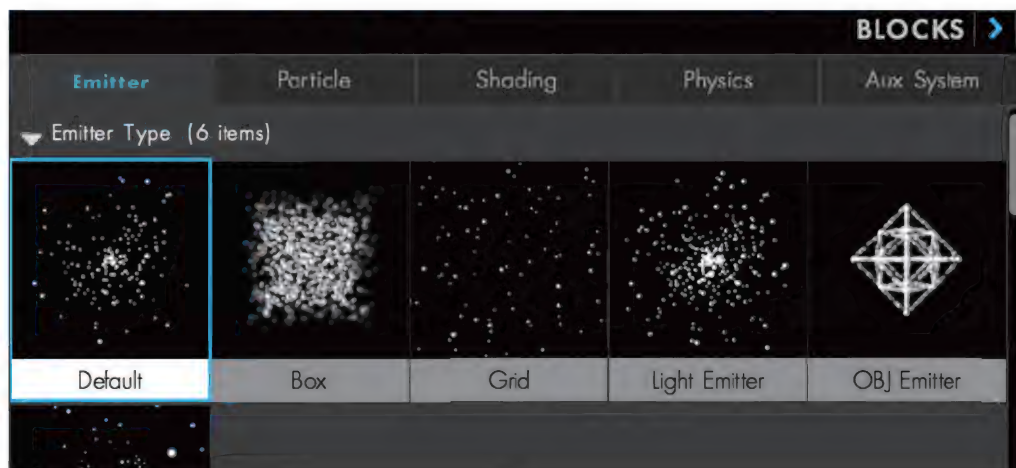 BLOCKS
Emitter Particle Shading Physics Aux System
Emitter Type (6 items)
Default Box Grid Light Emitter OBJ Emitter